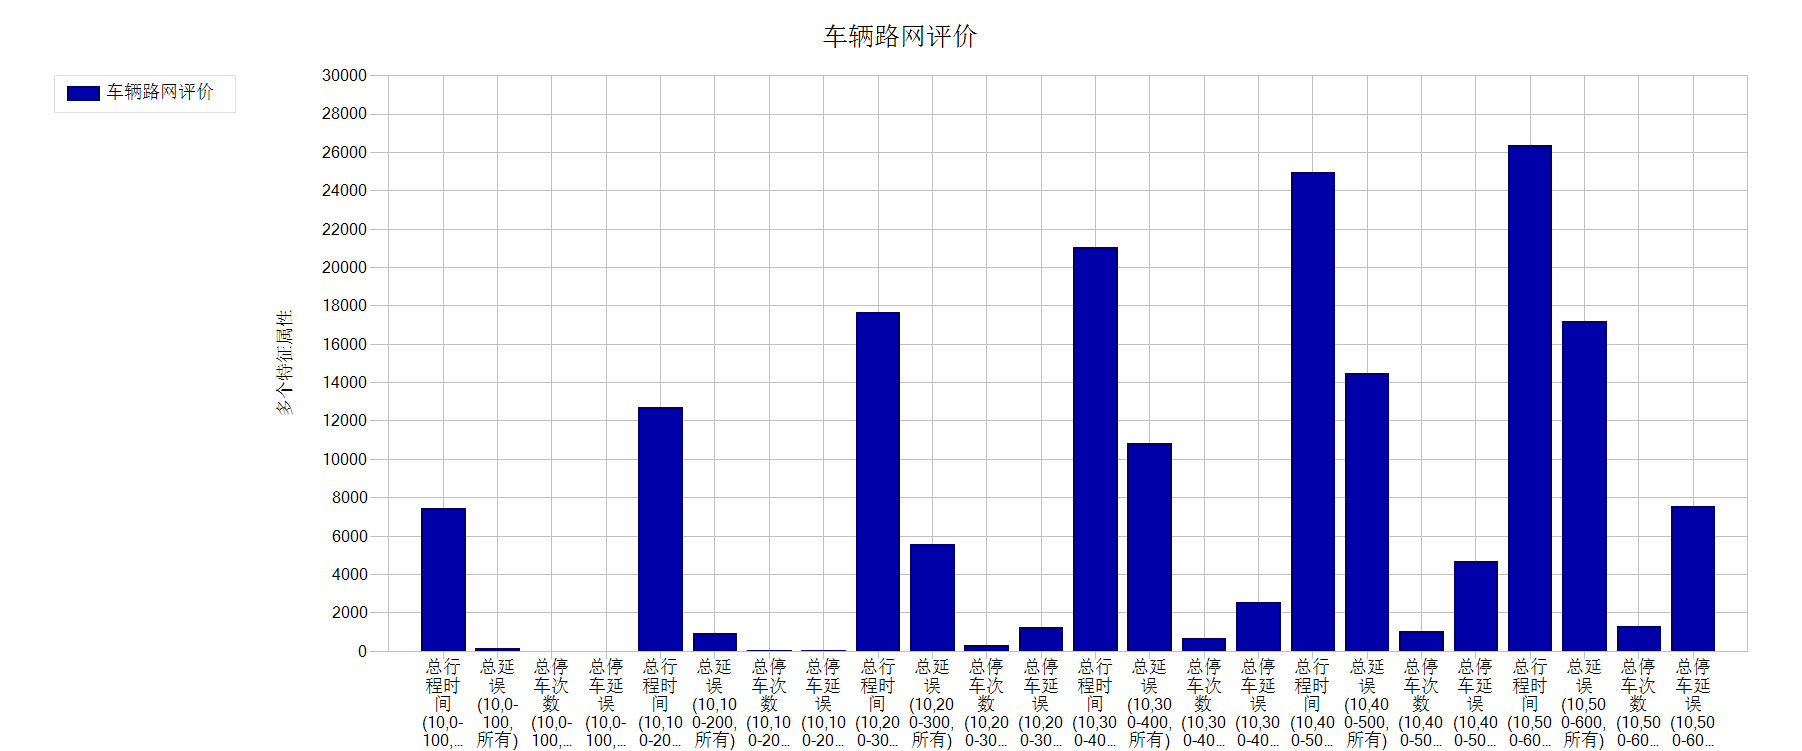 车辆路网评价
车辆路网评价
多个特征属性
30000
28000
26000
24000
22000
20000
18000
16000
14000
12000
10000
8000
6000
4000
2000
0
总行
程时
间
(10,0-
100,...
总延
误
(10,0-
100,
所有)
总停
车次
数
(10,0-
100,...
总停
车延
误
(10,0-
100,...
总行
程时
间
(10,10
0-20...
总延
误
(10,10
0-200,
所有)
总停
车次
数
(10,10
0-20...
总停
车延
误
(10,10
0-20...
总行
程时
间
(10,20
0-30...
总延
误
(10,20
0-300,
所有)
总停
车次
数
(10,20
0-30...
总停
车延
误
(10,20
0-30...
总行
程时
间
(10,30
0-40...
总延
误
(10,30
0-400,
所有)
总停
车次
数
(10,30
0-40...
总停
车延
误
(10,30
0-40...
总行
程时
间
(10,40
0-50...
总延
误
(10,40
0-500,
所有)
总停
车次
数
(10,40
0-50...
总停
车延
误
(10,40
0-50...
总行
程时
间
(10,50
0-60...
总延
误
(10,50
0-600,
所有)
总停
车次
数
(10,50
0-60...
总停
车延
误
(10,50
0-60...